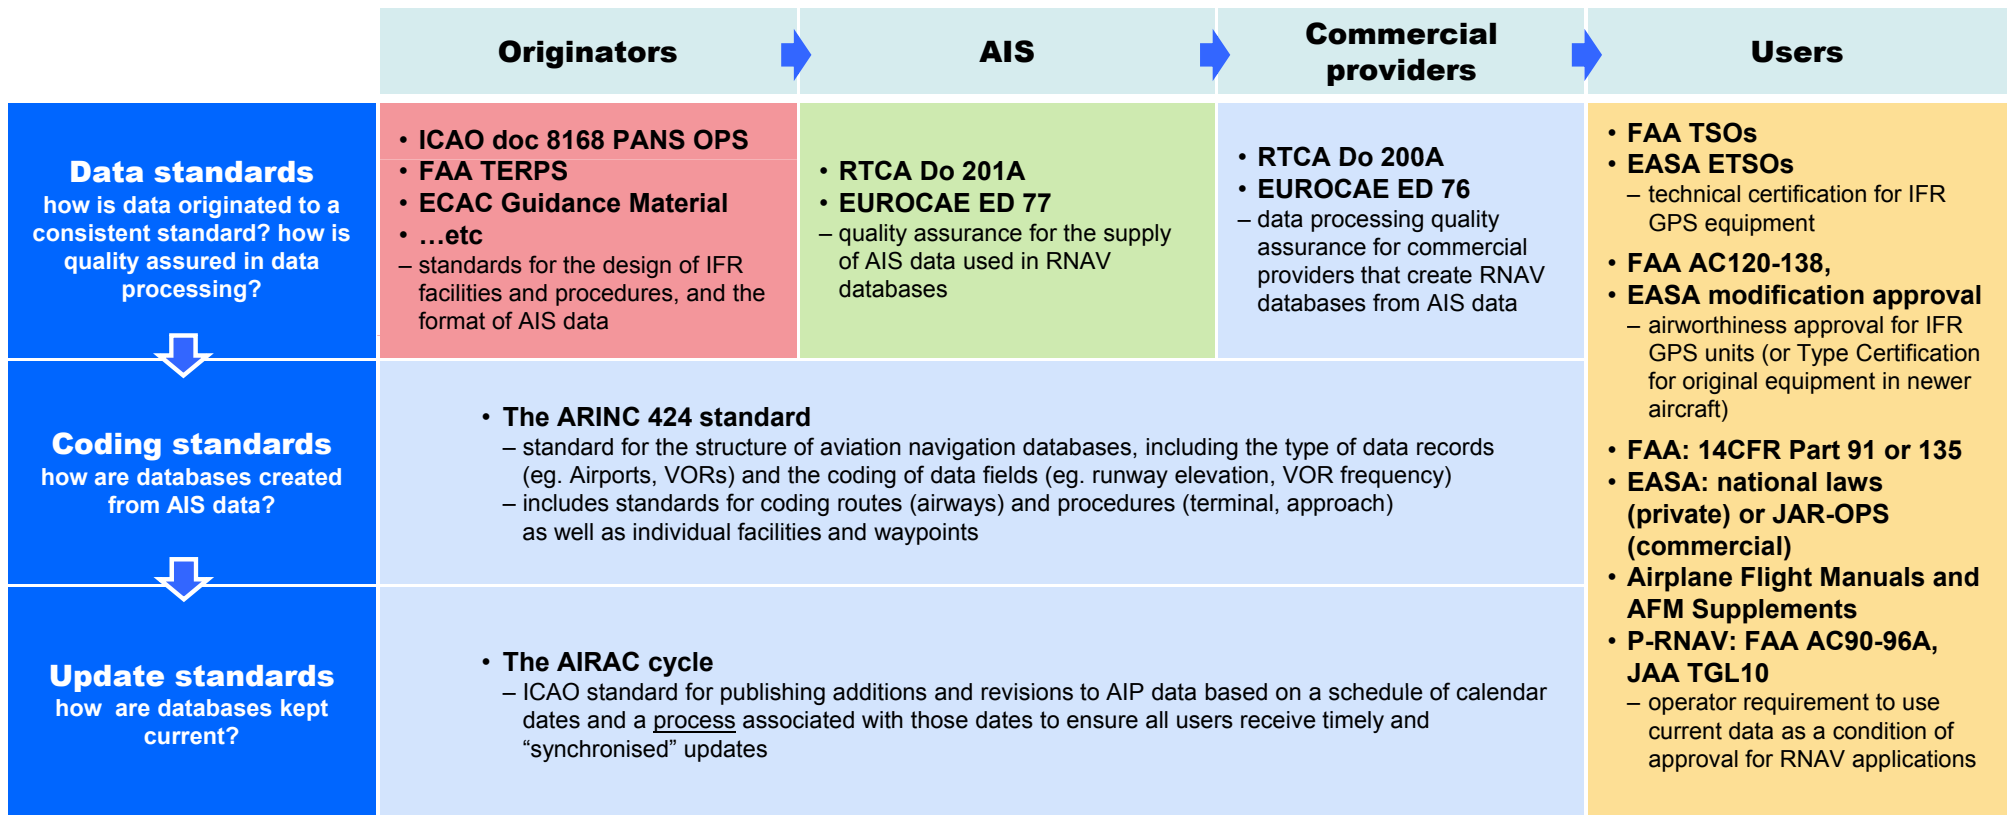 Originators
AIS
Commercial
providers
Users
Data standards
how is data originated to a
consistent standard? how is
quality assured in data
processing?
• ICAO doc 8168 PANS OPS
• FAA TERPS
• ECAC Guidance Material
• …etc
– standards for the design of IFR
facilities and procedures, and the
format of AIS data
• RTCA Do 201A
• EUROCAE ED 77
– quality assurance for the supply
of AIS data used in RNAV
databases
• RTCA Do 200A
• EUROCAE ED 76
– data processing quality
assurance for commercial
providers that create RNAV
databases from AIS data
• FAA TSOs
• EASA ETSOs
– technical certification for IFR
GPS equipment
• FAA AC120-138,
• EASA modification approval
– airworthiness approval for IFR
GPS units (or Type Certification
for original equipment in newer
aircraft)
• FAA: 14CFR Part 91 or 135
• EASA: national laws
(private) or JAR-OPS
(commercial)
• Airplane Flight Manuals and
AFM Supplements
• P-RNAV: FAA AC90-96A,
JAA TGL10
– operator requirement to use
current data as a condition of
approval for RNAV applications
Coding standards
how are databases created
from AIS data?
• The ARINC 424 standard
– standard for the structure of aviation navigation databases, including the type of data records
(eg. Airports, VORs) and the coding of data fields (eg. runway elevation, VOR frequency)
– includes standards for coding routes (airways) and procedures (terminal, approach)
as well as individual facilities and waypoints
Update standards
how are databases kept
current?
• The AIRAC cycle
– ICAO standard for publishing additions and revisions to AIP data based on a schedule of calendar
dates and a process associated with those dates to ensure all users receive timely and
“synchronised” updates